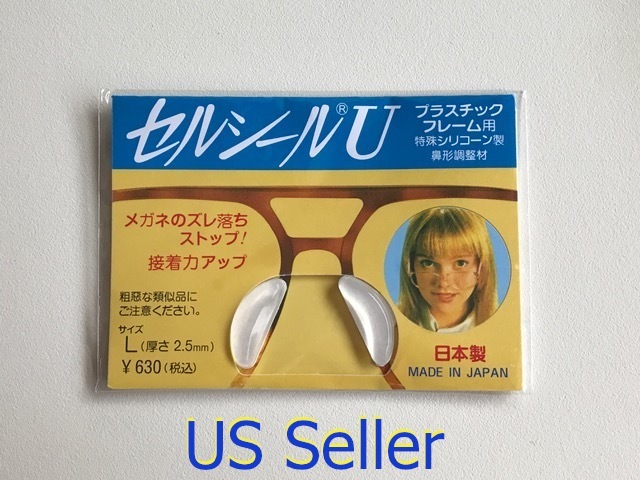 セルシール®U
プラスチック
フレーム用
特殊シリコーン製
鼻形調整材
メガネのズレ落ち
ストップ!
接着力アップ
粗悪な類似品に
ご注意ください。
サイズ
L(厚さ2.5mm)
¥630(税込)
日本製
MADE IN JAPAN
US Seller